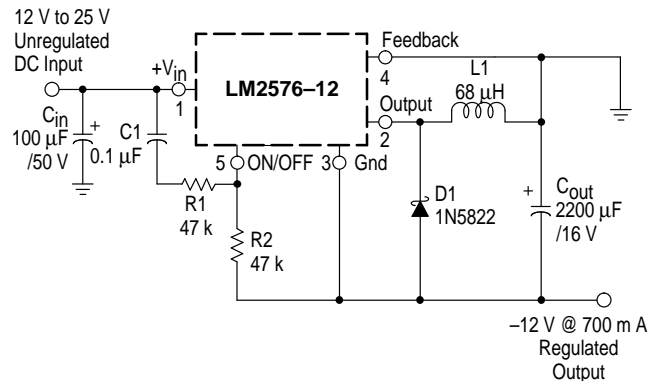 12 V to 25 V
Unregulated
DC Input
+Vin
1
LM2576–12
Feedback
4
L1
68 μH
Output
2
Cin
100 μF
/50 V
+
C1
0.1 μF
5
ON/OFF
3
Gnd
R1
47 k
R2
47 k
D1
1N5822
+
Cout
2200 μF
/16 V
–12 V @ 700 m A
Regulated
Output